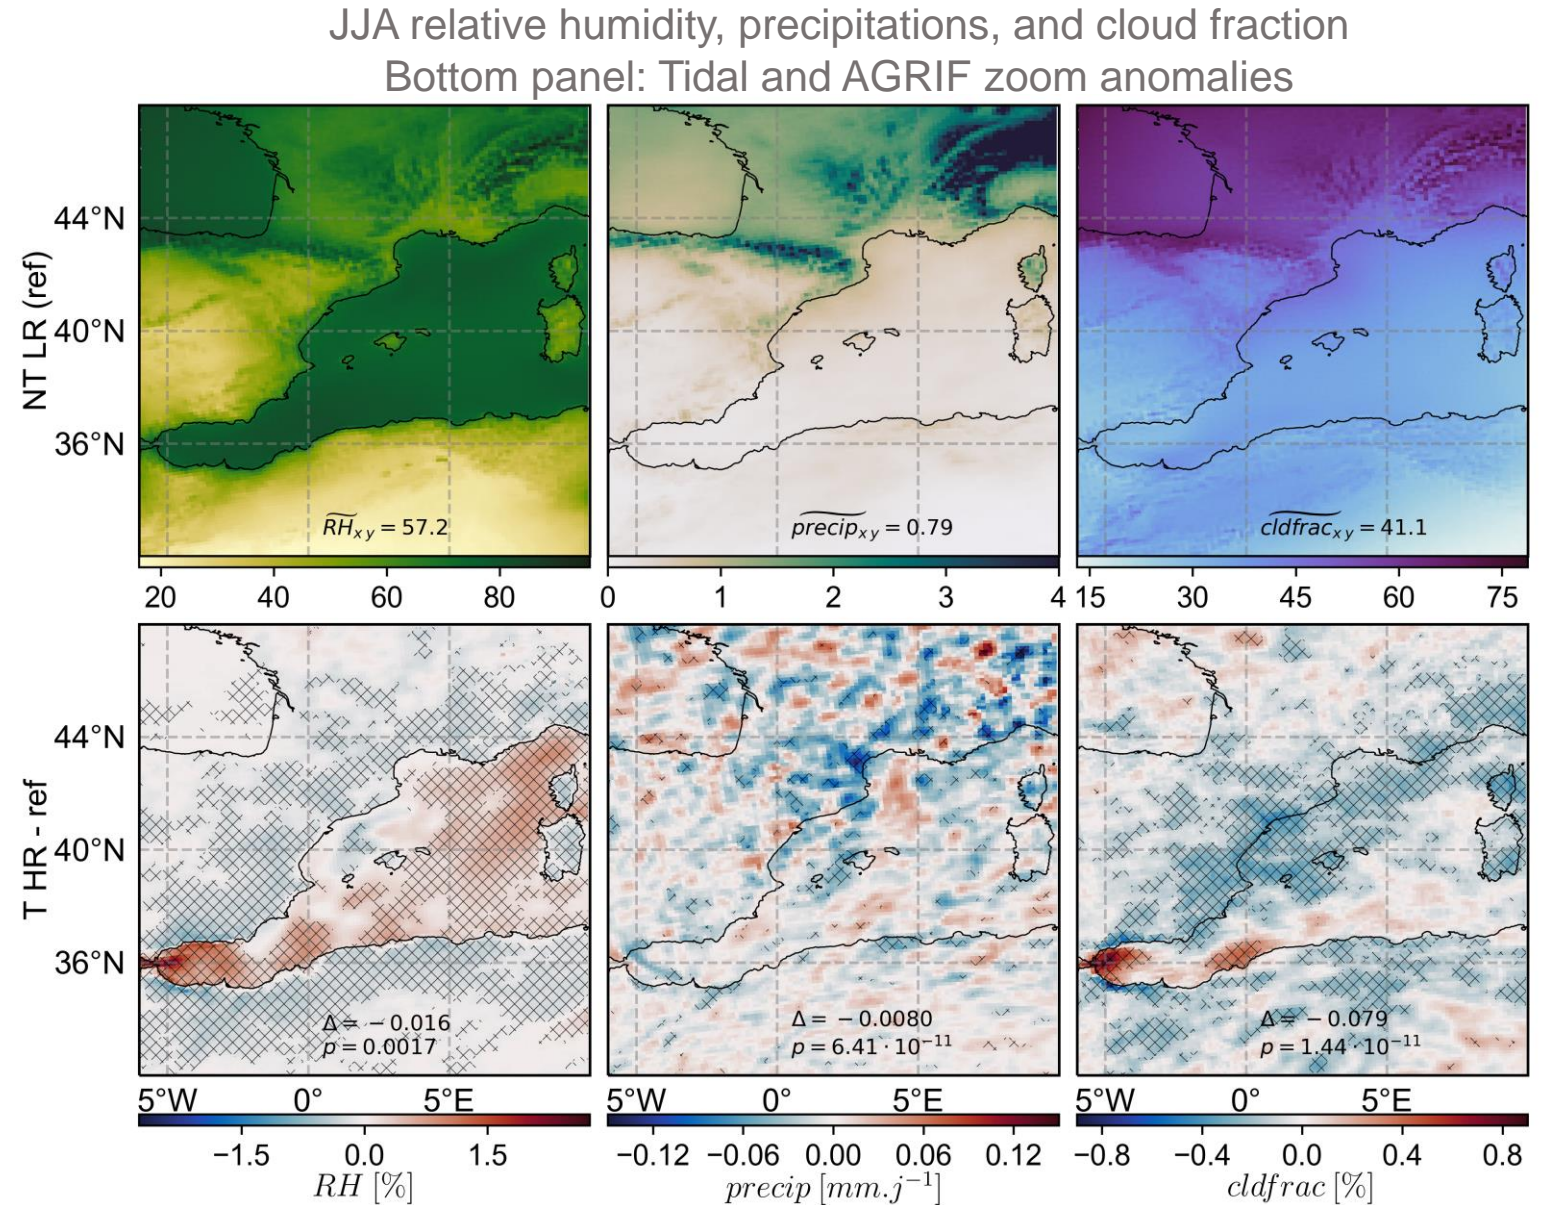 JJA relative humidity, precipitations, and cloud fraction
Bottom panel: Tidal and AGRIF zoom anomalies
NT LR (ref)
44°N
40°N
36°N
RH_{xy} = 57.2
precip_{xy} = 0.79
cldfrac_{xy} = 41.1
20 40 60 80
0 1 2 3 4
15 30 45 60 75
T HR - ref
44°N
40°N
36°N
Δ = −0.016
p = 0.0017
Δ = −0.0080
p = 6.41 · 10^{−11}
Δ = −0.079
p = 1.44 · 10^{−11}
5°W 0° 5°E
5°W 0° 5°E
5°W 0° 5°E
−1.5 0.0 1.5
−0.12 −0.06 0.00 0.06 0.12
−0.8 −0.4 0.0 0.4 0.8
RH [%]
precip [mm.j^{−1}]
cldfrac [%]